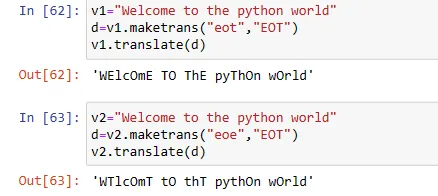 In [62]: v1="Welcome to the python world"
d=v1.maketrans("eot","EOT")
v1.translate(d)
Out[62]: 'WElcOmE TO ThE pyThOn wOrld'
In [63]: v2="Welcome to the python world"
d=v2.maketrans("eoe","EOT")
v2.translate(d)
Out[63]: 'WTlcOmT tO thT pythOn wOrld'